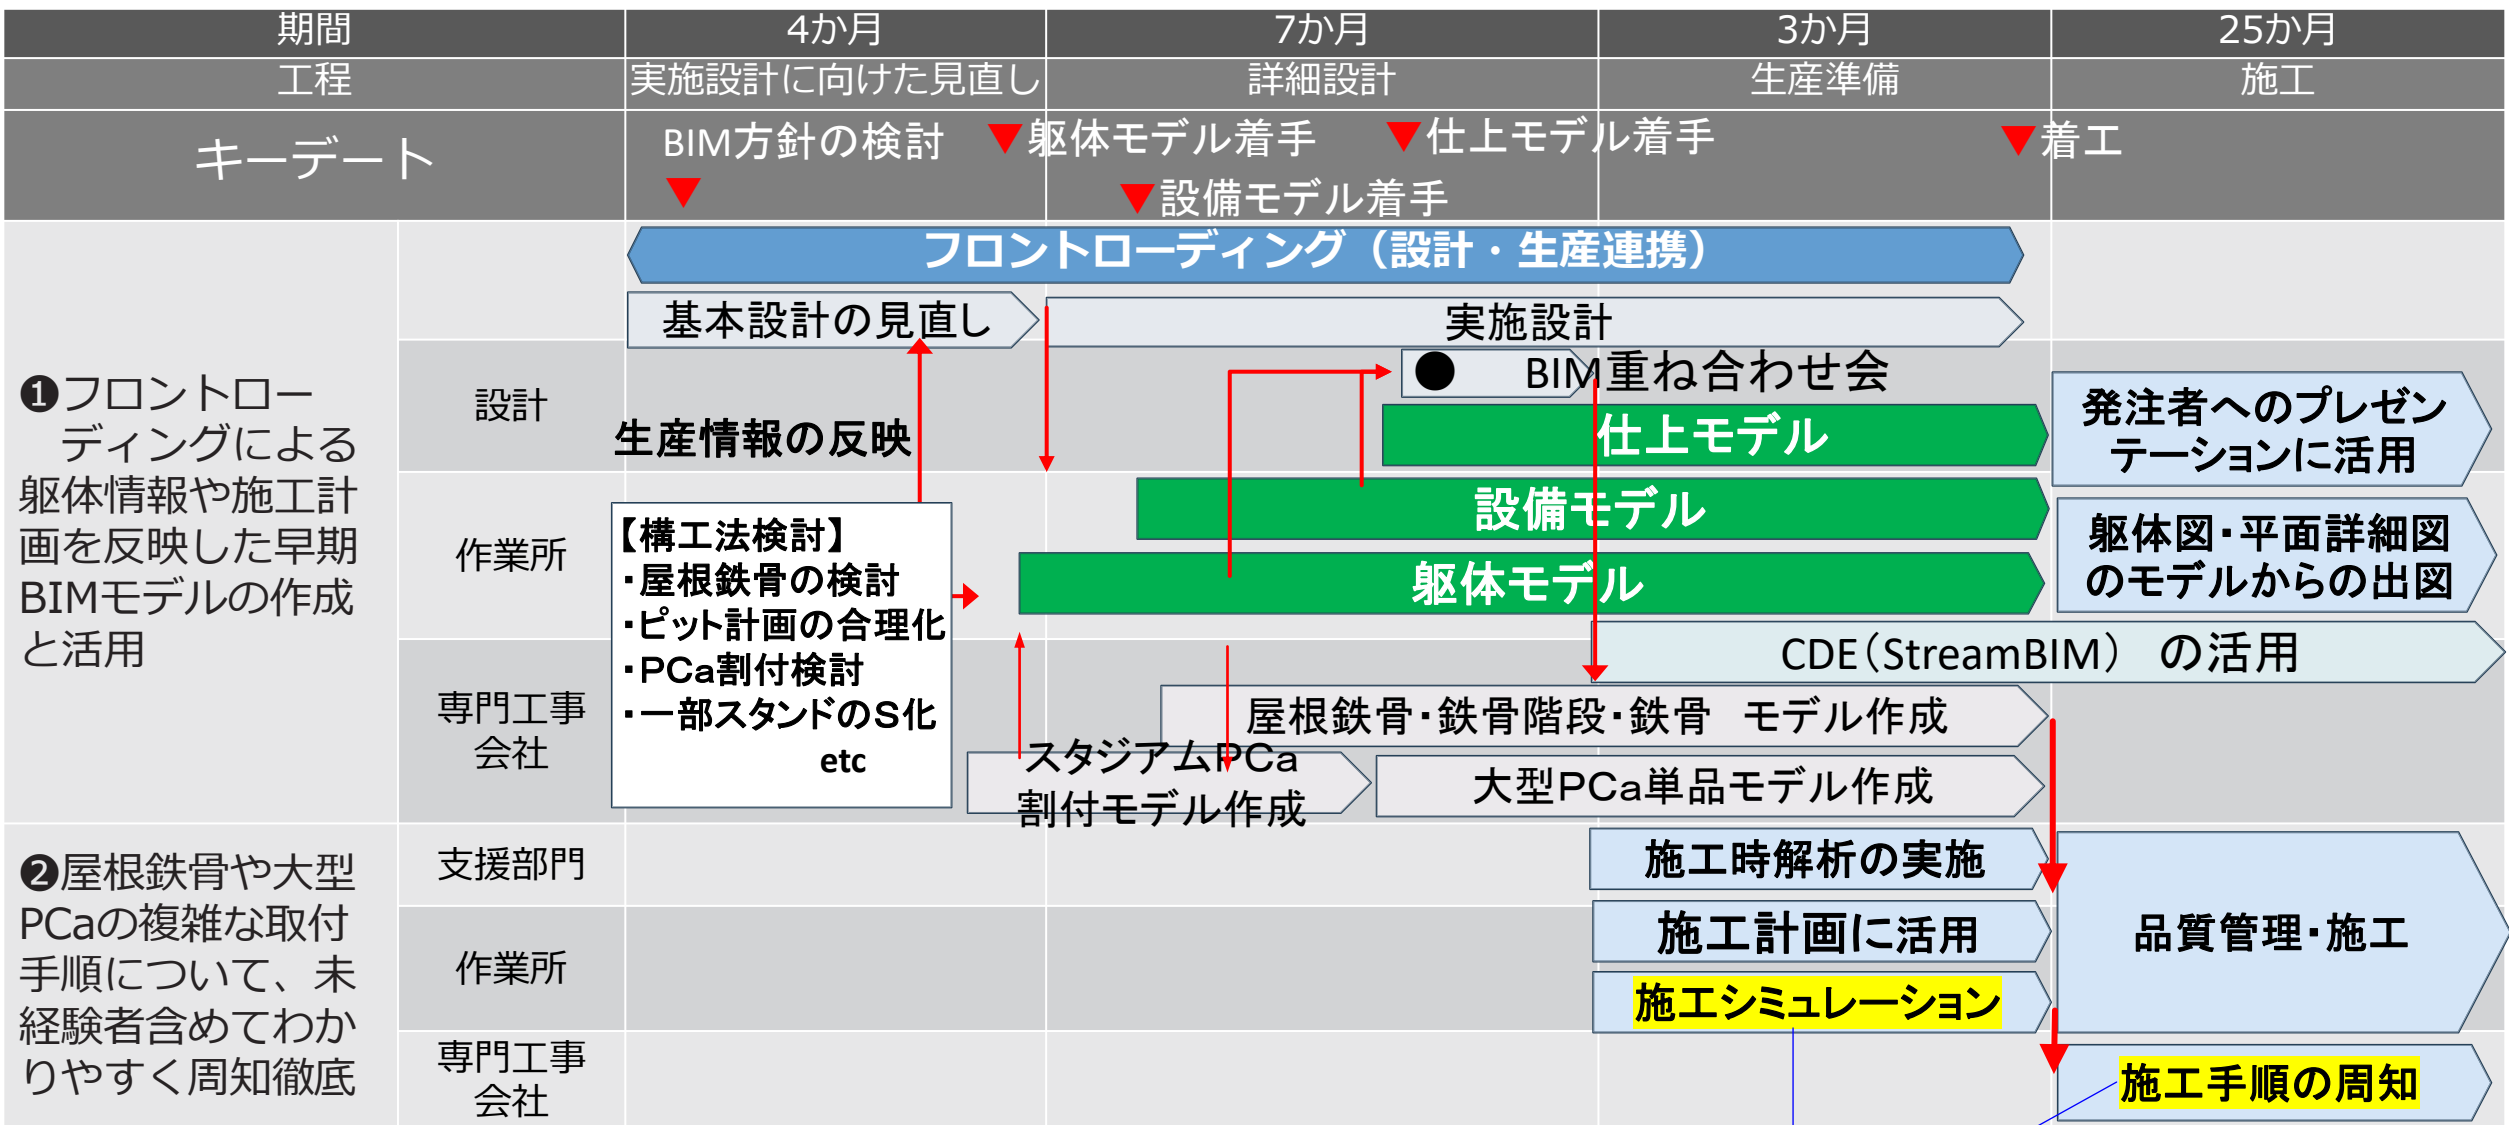 期間
4か月
7か月
3か月
25か月
工程
実施設計に向けた見直し
詳細設計
生産準備
施工
キーデート
BIM方針の検討
▼躯体モデル着手
▼仕上モデル着手
▼着工
▼
▼設備モデル着手
❶フロントロー
ディングによる
躯体情報や施工計
画を反映した早期
BIMモデルの作成
と活用
フロントローディング（設計・生産連携）
基本設計の見直し
実施設計
設計
● BIM重ね合わせ会
生産情報の反映
仕上モデル
発注者へのプレゼン
テーションに活用
作業所
設備モデル
躯体モデル
躯体図・平面詳細図
のモデルからの出図
【構工法検討】
・屋根鉄骨の検討
・ピット計画の合理化
・PCa割付検討
・一部スタンドのS化
etc
CDE（StreamBIM） の活用
専門工事
会社
屋根鉄骨・鉄骨階段・鉄骨 モデル作成
スタジアムPCa
割付モデル作成
大型PCa単品モデル作成
❷屋根鉄骨や大型
PCaの複雑な取付
手順について、未
経験者含めてわか
りやすく周知徹底
支援部門
施工時解析の実施
作業所
施工計画に活用
品質管理・施工
施工シミュレーション
専門工事
会社
施工手順の周知